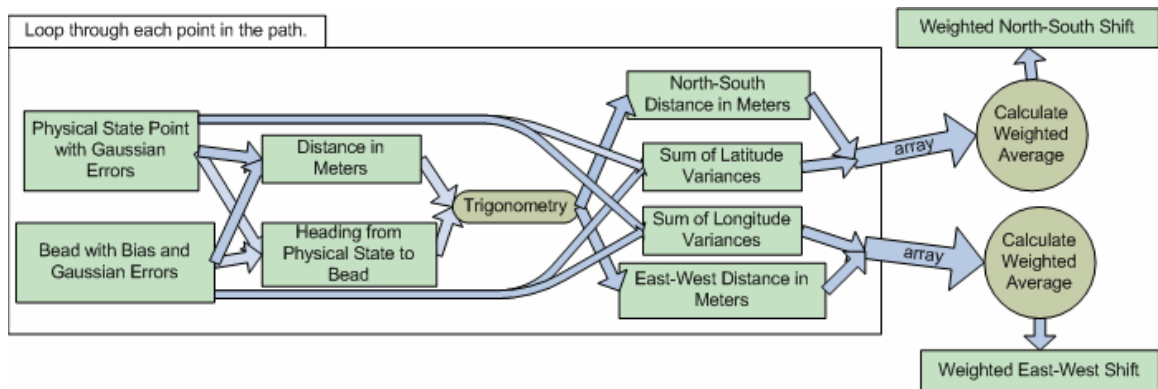 Loop through each point in the path.
Physical State Point
with Gaussian
Errors
Bead with Bias and
Gaussian Errors
Distance in
Meters
Heading from
Physical State to
Bead
Trigonometry
North-South
Distance in Meters
Sum of Latitude
Variances
Sum of Longitude
Variances
East-West Distance in
Meters
array
array
Calculate
Weighted
Average
Calculate
Weighted
Average
Weighted North-South Shift
Weighted East-West Shift